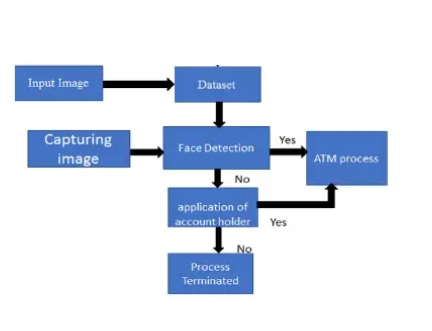 Input Image
Dataset
Capturing
image
Face Detection
Yes
ATM process
No
application of
account holder
Yes
No
Process
Terminated